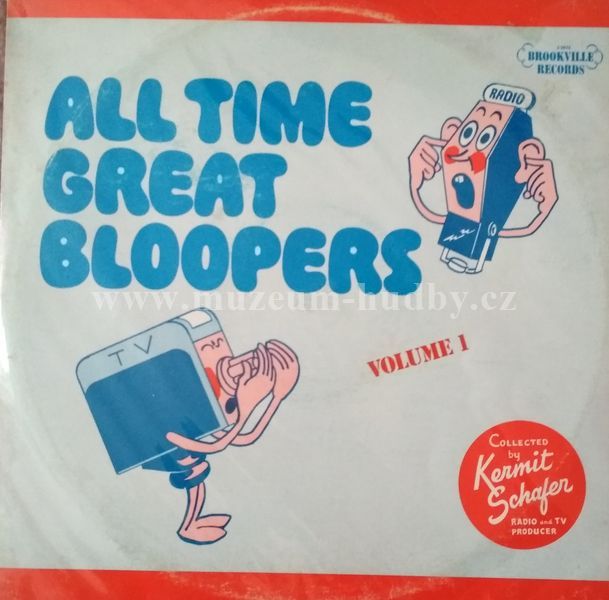 BROOKVILLE
RECORDS
ALL TIME
GREAT
BLOOPERS
RADIO
www.muzeum-hudby.cz
TV
VOLUME 1
COLLECTED
by
Kermit
Schafer
RADIO and TV
PRODUCER